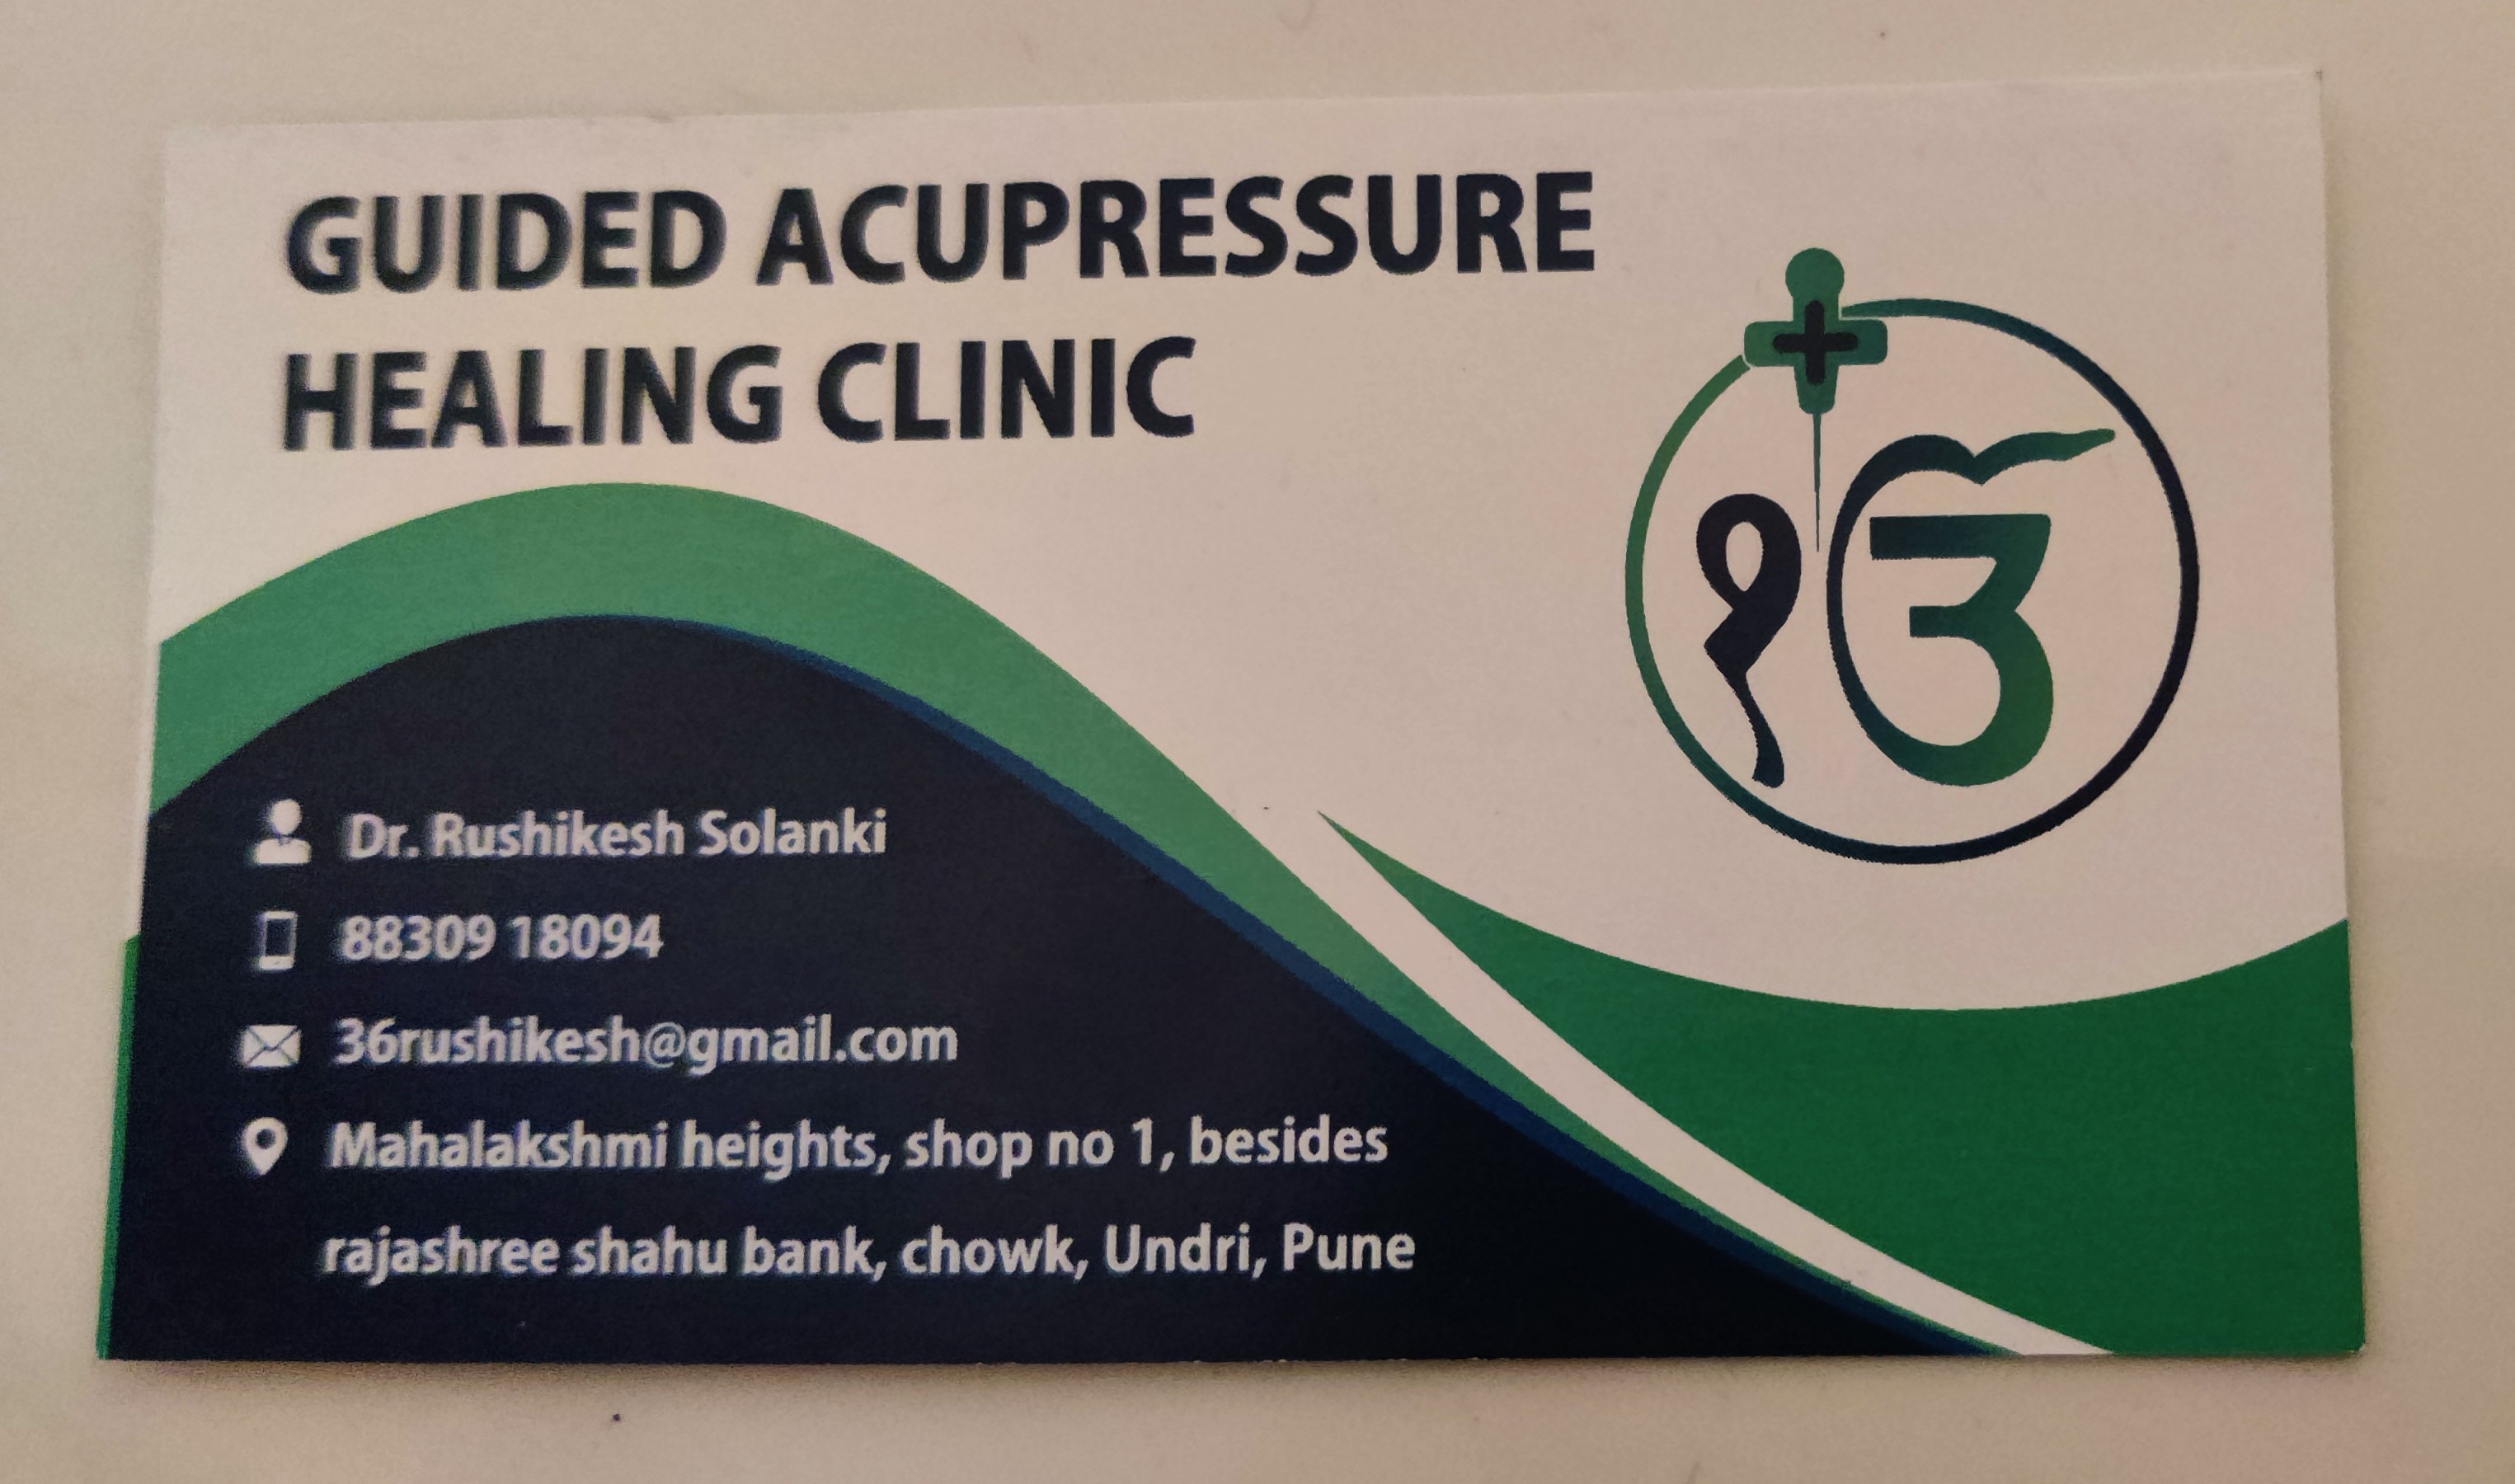 GUIDED ACUPRESSURE
HEALING CLINIC
१३
Dr. Rushikesh Solanki
88309 18094
36rushikesh@gmail.com
Mahalakshmi heights, shop no 1, besides
rajashree shahu bank, chowk, Undri, Pune